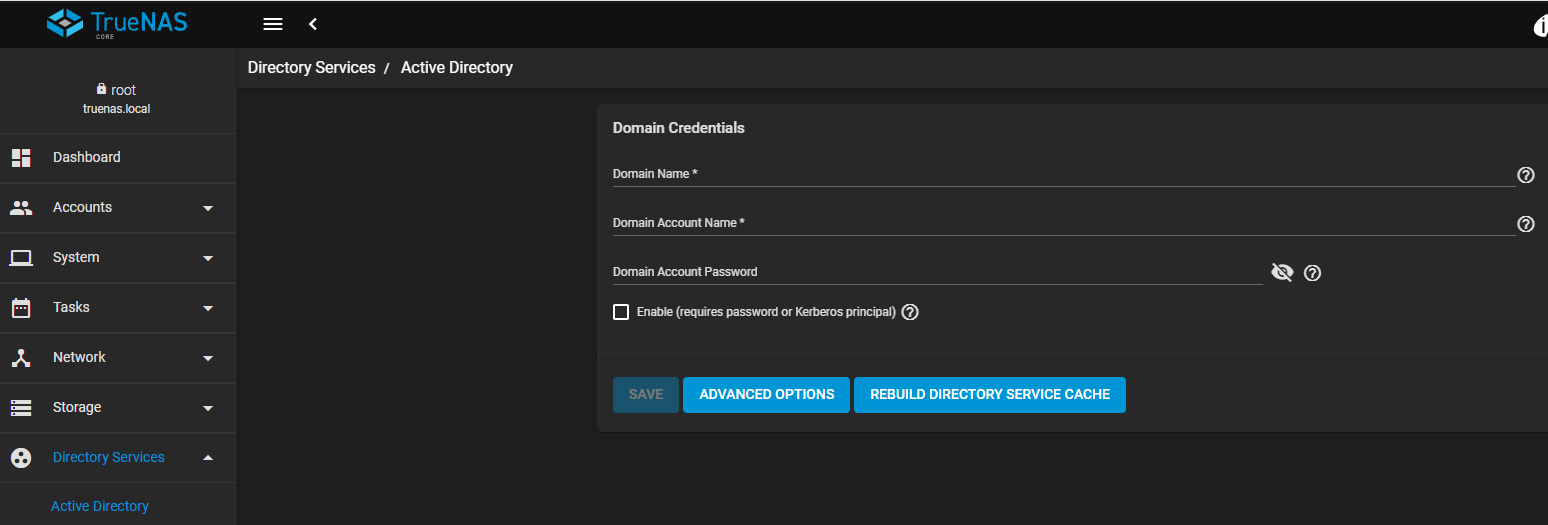 TrueNAS
CORE
Directory Services / Active Directory
root
truenas.local
Dashboard
Accounts
System
Tasks
Network
Storage
Directory Services
Active Directory
Domain Credentials
Domain Name *
Domain Account Name *
Domain Account Password
Enable (requires password or Kerberos principal)
SAVE
ADVANCED OPTIONS
REBUILD DIRECTORY SERVICE CACHE